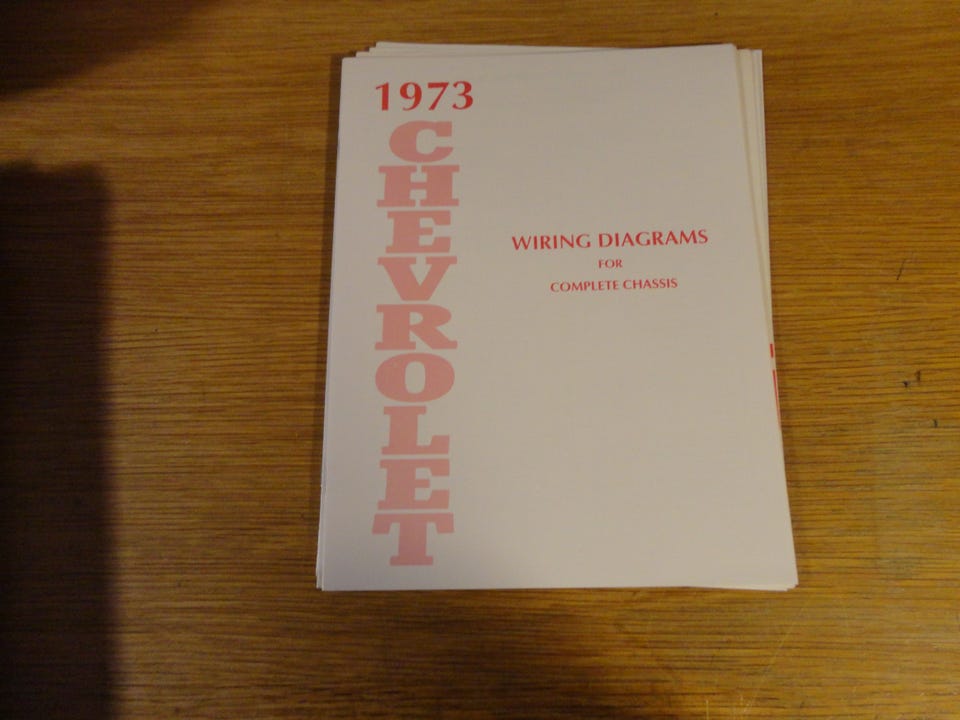 1973
CHEVROLET
WIRING DIAGRAMS
FOR
COMPLETE CHASSIS